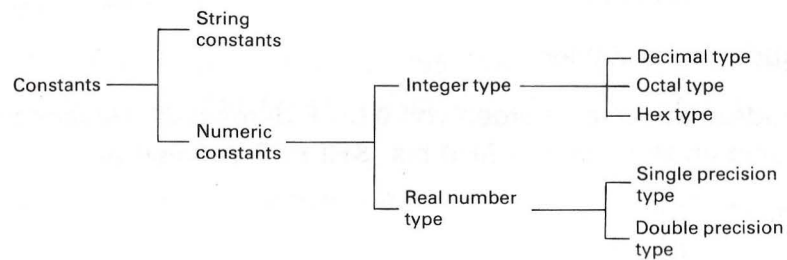 Constants
String
constants
Numeric
constants
Integer type
Decimal type
Octal type
Hex type
Real number
type
Single precision
type
Double precision
type